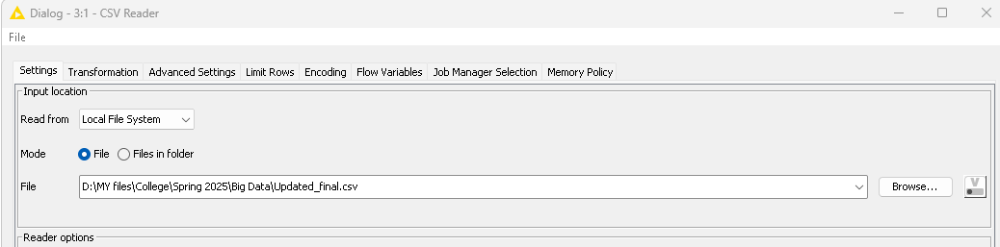 Dialog - 3:1 - CSV Reader
File
Settings Transformation Advanced Settings Limit Rows Encoding Flow Variables Job Manager Selection Memory Policy
Input location
Read from Local File System
Mode File Files in folder
File D:\MY files\College\Spring 2025\Big Data\Updated_final.csv Browse... V
Reader options